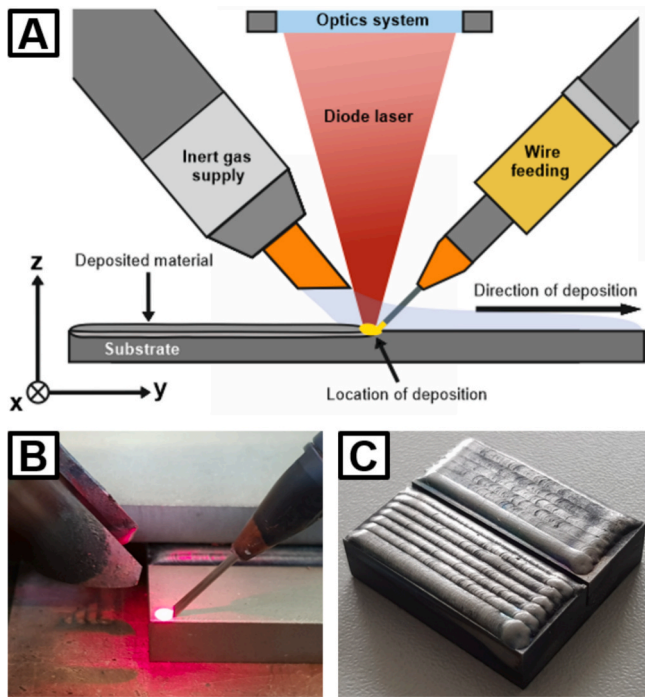 A
Optics system
Diode laser
Inert gas
supply
Wire
feeding
z
Deposited material
Direction of deposition
Substrate
x
y
Location of deposition
B
C